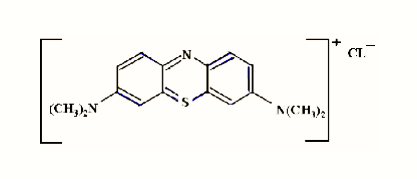 N
+
CL⁻
(CH₃)₂N
S
N(CH₃)₂